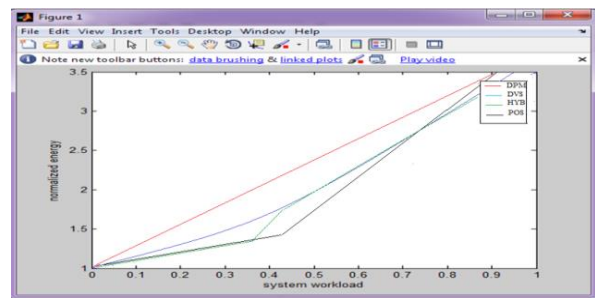 Figure 1
File Edit View Insert Tools Desktop Window Help
Note new toolbar buttons: data brushing & linked plots Play video
3.5
3
2.5
2
1.5
1
normalized energy
DPM
DVS
HYB
POS
0 0.1 0.2 0.3 0.4 0.5 0.6 0.7 0.8 0.9 1
system workload